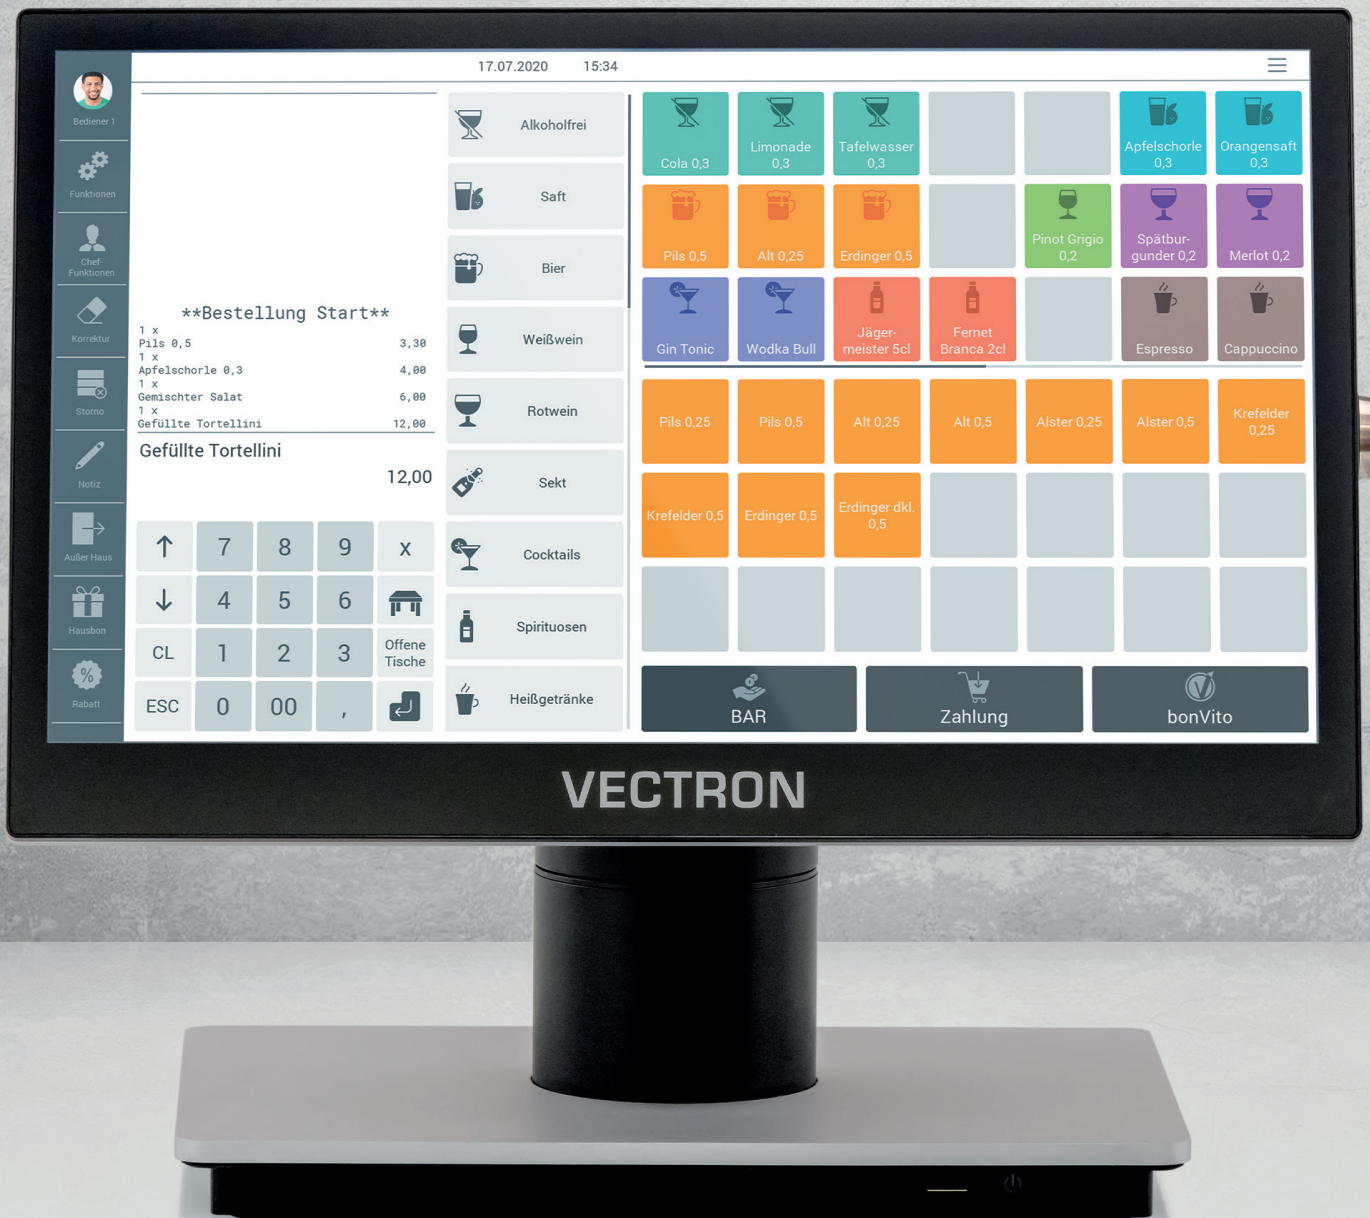 17.07.2020 15:34
Bediener 1
Funktionen
Chef-
Funktionen
Korrektur
Storno
Notiz
Außer Haus
Hausbon
%
Rabatt
**Bestellung Start**
1 x
Pils 0,5 3,30
1 x
Apfelschorle 0,3 4,00
1 x
Gemischter Salat 6,00
1 x
Gefüllte Tortellini 12,00
Gefüllte Tortellini
12,00
↑ 7 8 9 x
↓ 4 5 6
CL 1 2 3 Offene
Tische
ESC 0 00 ,
Alkoholfrei
Saft
Bier
Weißwein
Rotwein
Sekt
Cocktails
Spirituosen
Heißgetränke
Cola 0,3
Limonade
0,3
Tafelwasser
0,3
Apfelschorle
0,3
Orangensaft
0,3
Pils 0,5
Alt 0,25
Erdinger 0,5
Pinot Grigio
0,2
Spätbur-
gunder 0,2
Merlot 0,2
Gin Tonic
Wodka Bull
Jäger-
meister 5cl
Fernet
Branca 2cl
Espresso
Cappuccino
Pils 0,25
Pils 0,5
Alt 0,25
Alt 0,5
Alster 0,25
Alster 0,5
Krefelder
0,25
Krefelder 0,5
Erdinger 0,5
Erdinger dkl.
0,5
BAR
Zahlung
bonVito
VECTRON